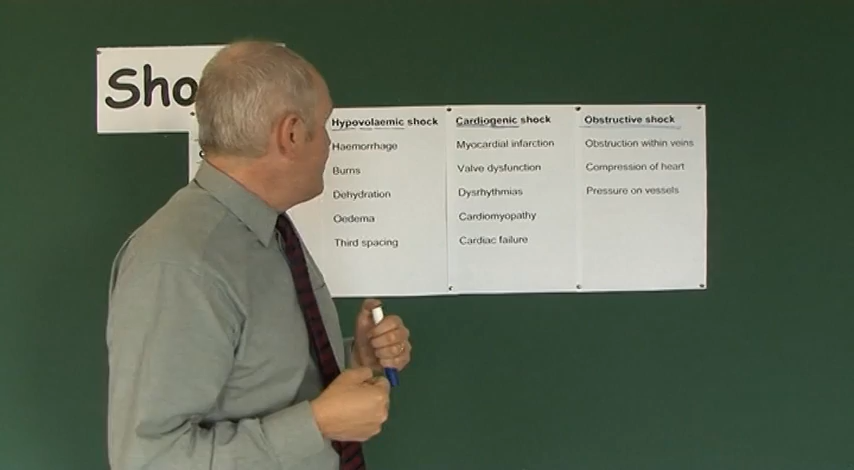 Sho
Hypovolaemic shock
Haemorrhage
Burns
Dehydration
Oedema
Third spacing
Cardiogenic shock
Myocardial infarction
Valve dysfunction
Dysrhythmias
Cardiomyopathy
Cardiac failure
Obstructive shock
Obstruction within veins
Compression of heart
Pressure on vessels